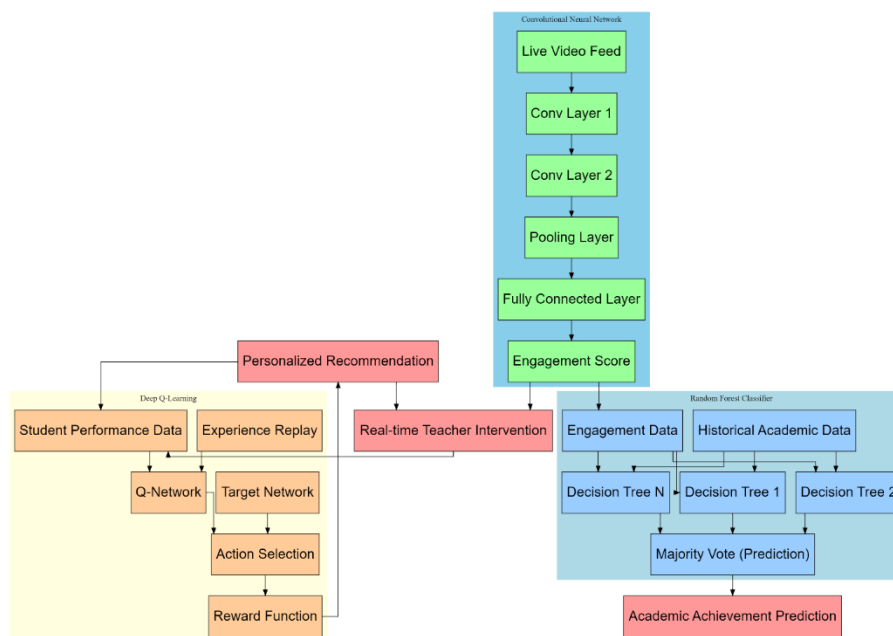 Convolutional Neural Network
Live Video Feed
Conv Layer 1
Conv Layer 2
Pooling Layer
Fully Connected Layer
Personalized Recommendation
Engagement Score
Deep Q-Learning
Random Forest Classifier
Student Performance Data
Experience Replay
Real-time Teacher Intervention
Engagement Data
Historical Academic Data
Q-Network
Target Network
Decision Tree N
Decision Tree 1
Decision Tree 2
Action Selection
Majority Vote (Prediction)
Reward Function
Academic Achievement Prediction